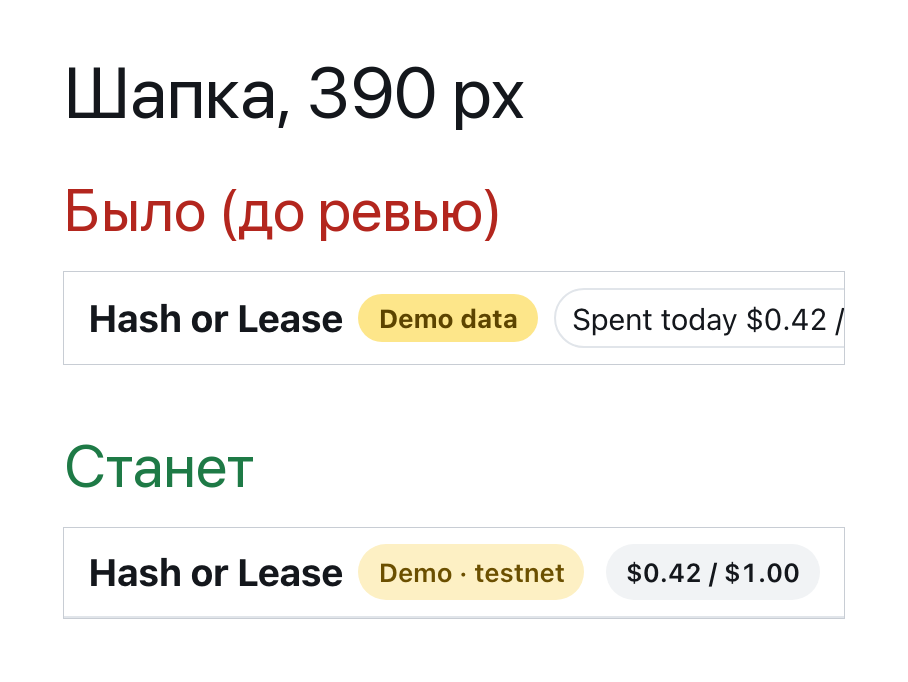 Шапка, 390 px
Было (до ревью)
Hash or Lease Demo data Spent today $0.42 /
Станет
Hash or Lease Demo · testnet $0.42 / $1.00